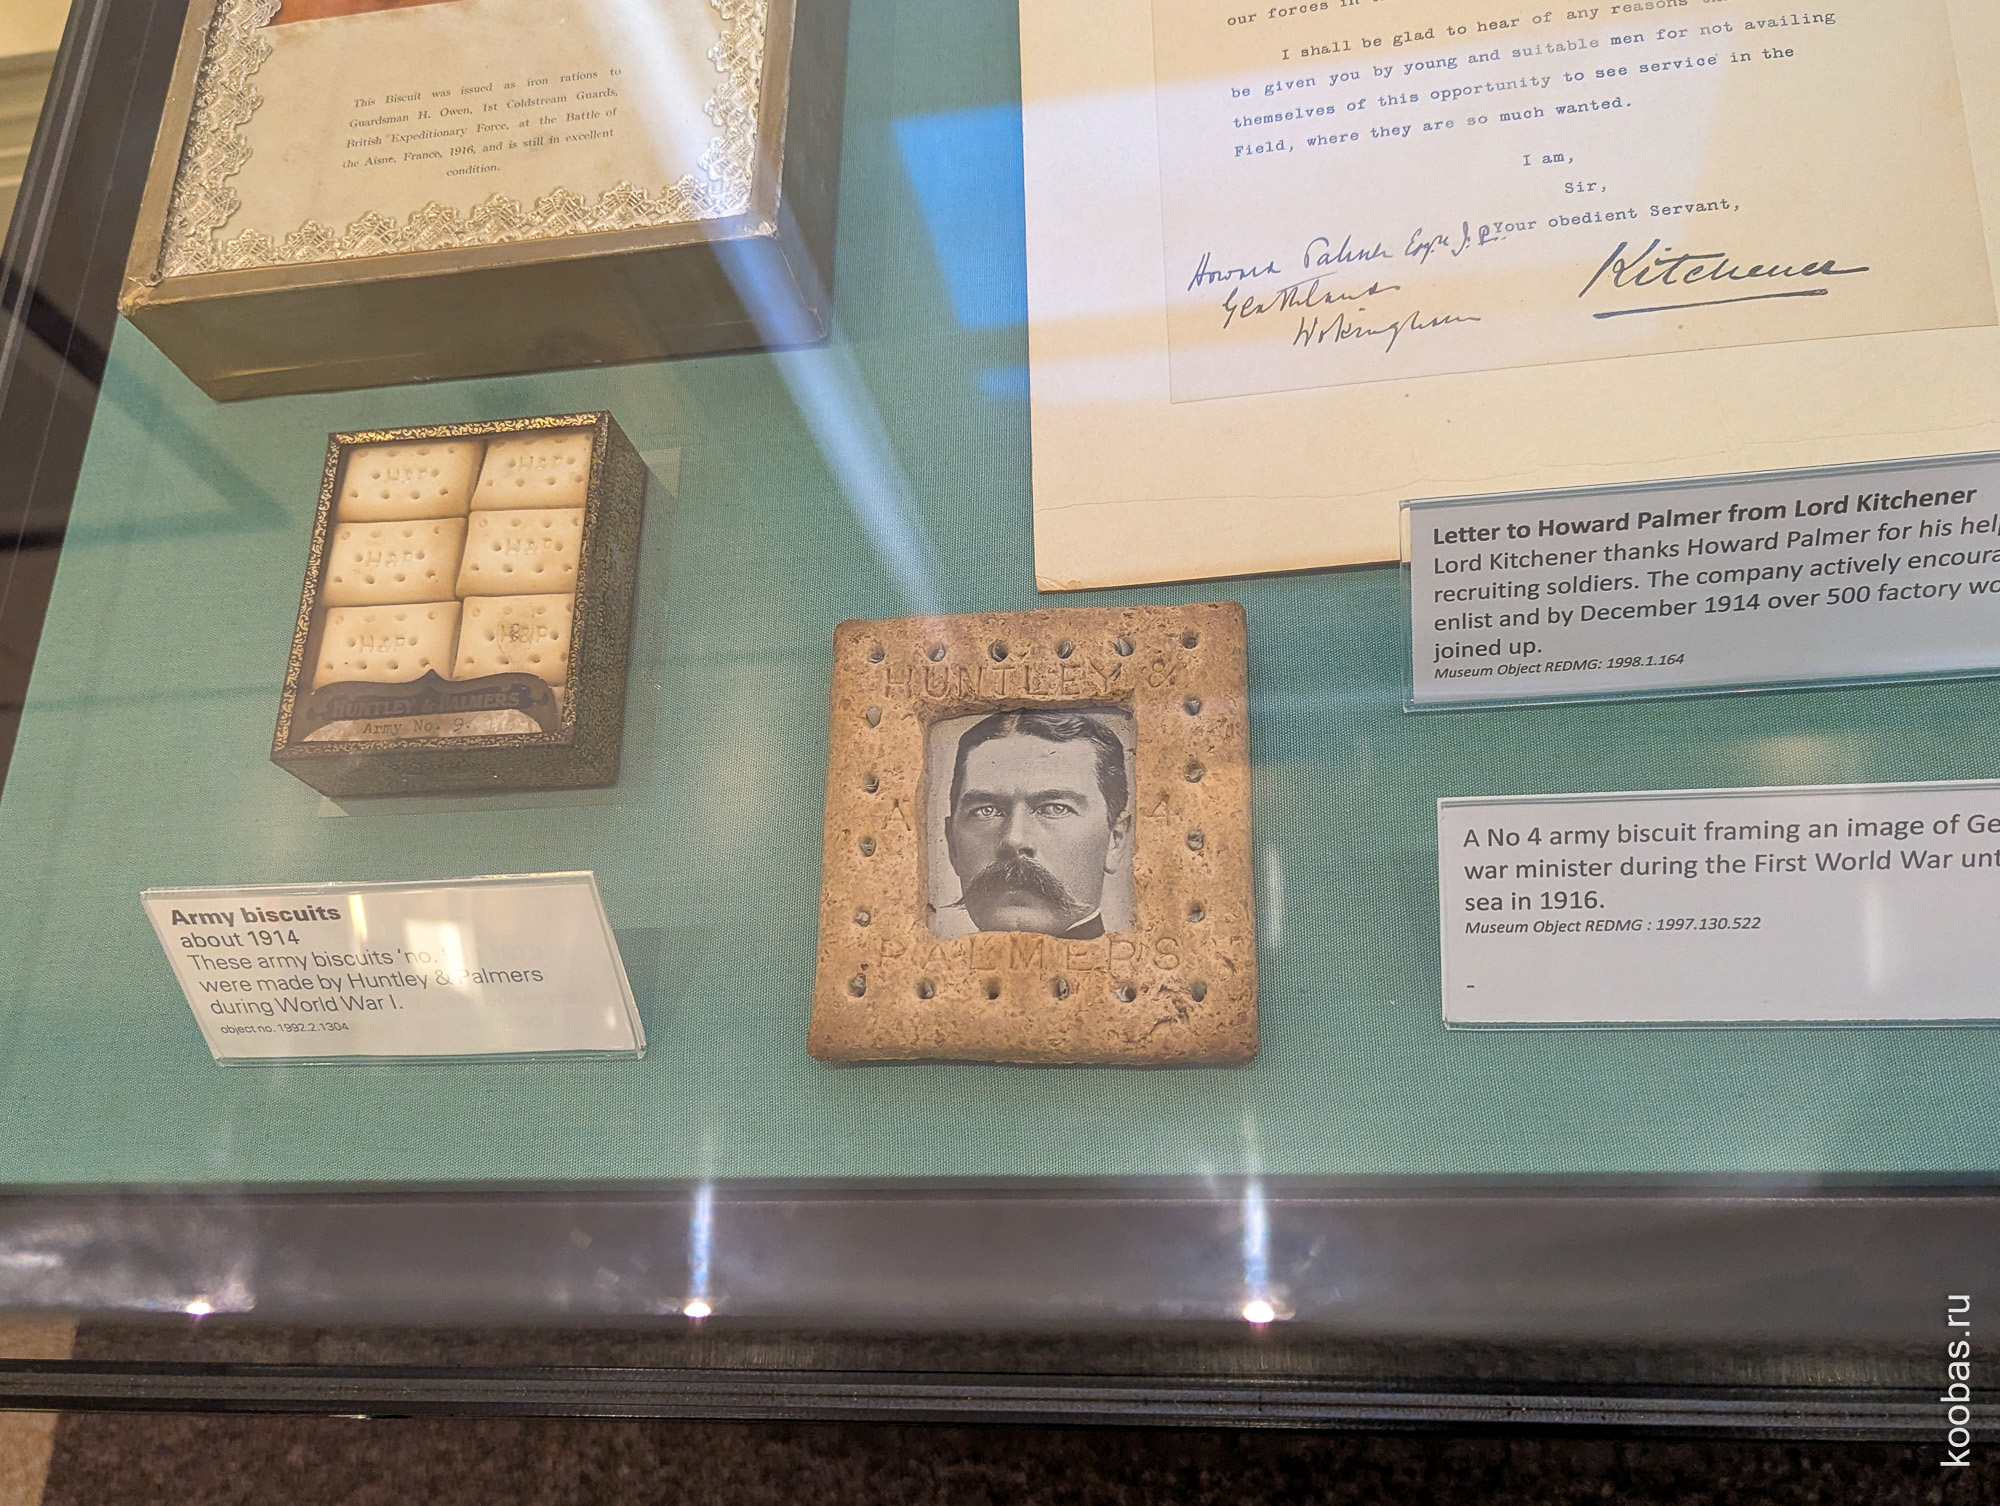 This Biscuit was issued as iron rations to
Guardsman H. Owen, 1st Coldstream Guards,
British Expeditionary Force, at the Battle of
the Aisne, France, 1916, and is still in excellent
condition.
our forces in
I shall be glad to hear of any reasons
be given you by young and suitable men for not availing
themselves of this opportunity to see service in the
Field, where they are so much wanted.
I am,
Sir,
Your obedient Servant,
Howard Palmer Esqre J.P.
Wokingham
Kitchener
H&P H&P
H&P H&P
H&P H&P
HUNTLEY & PALMERS
Army No. 9.
Army biscuits
about 1914
These army biscuits 'no.
were made by Huntley & Palmers
during World War I.
object no. 1992.2.1304
HUNTLEY &
A 4
PALMERS
Letter to Howard Palmer from Lord Kitchener
Lord Kitchener thanks Howard Palmer for his
recruiting soldiers. The company actively
enlist and by December 1914 over 500 factory
joined up.
Museum Object REDMG: 1998.1.164
A No 4 army biscuit framing an image of
war minister during the First World War
sea in 1916.
Museum Object REDMG : 1997.130.522
-
koobas.ru